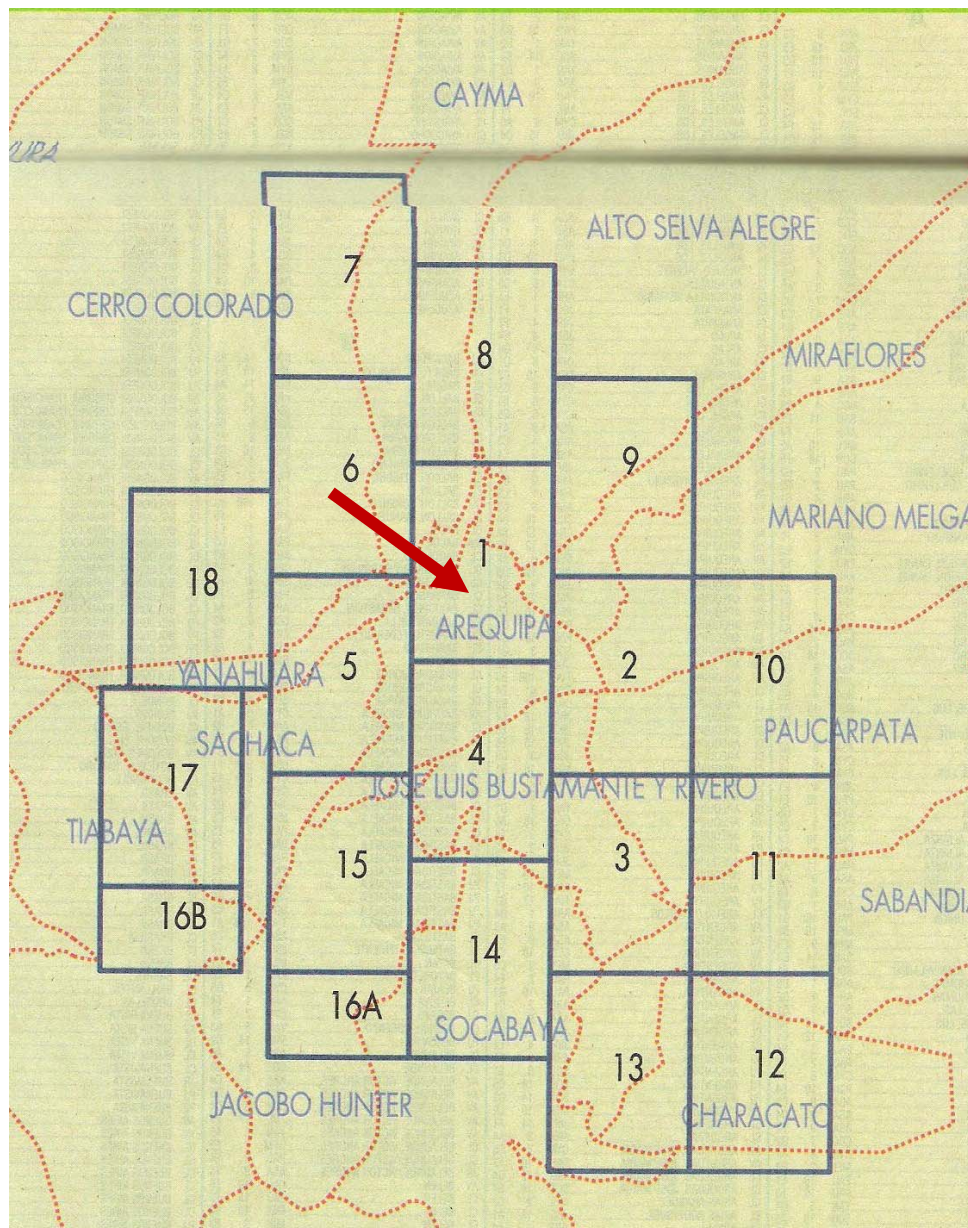 CAYMA
URA
ALTO SELVA ALEGRE
7
CERRO COLORADO
8
MIRAFLORES
9
6
MARIANO MELGA
1
18
AREQUIPA
2
5
10
YANAHUARA
PAUCARPATA
SACHACA
4
17
JOSE LUIS BUSTAMANTE Y RIVERO
TIABAYA
3
15
11
SABANDIA
16B
14
16A
SOCABAYA
13
12
JACOBO HUNTER
CHARACATO